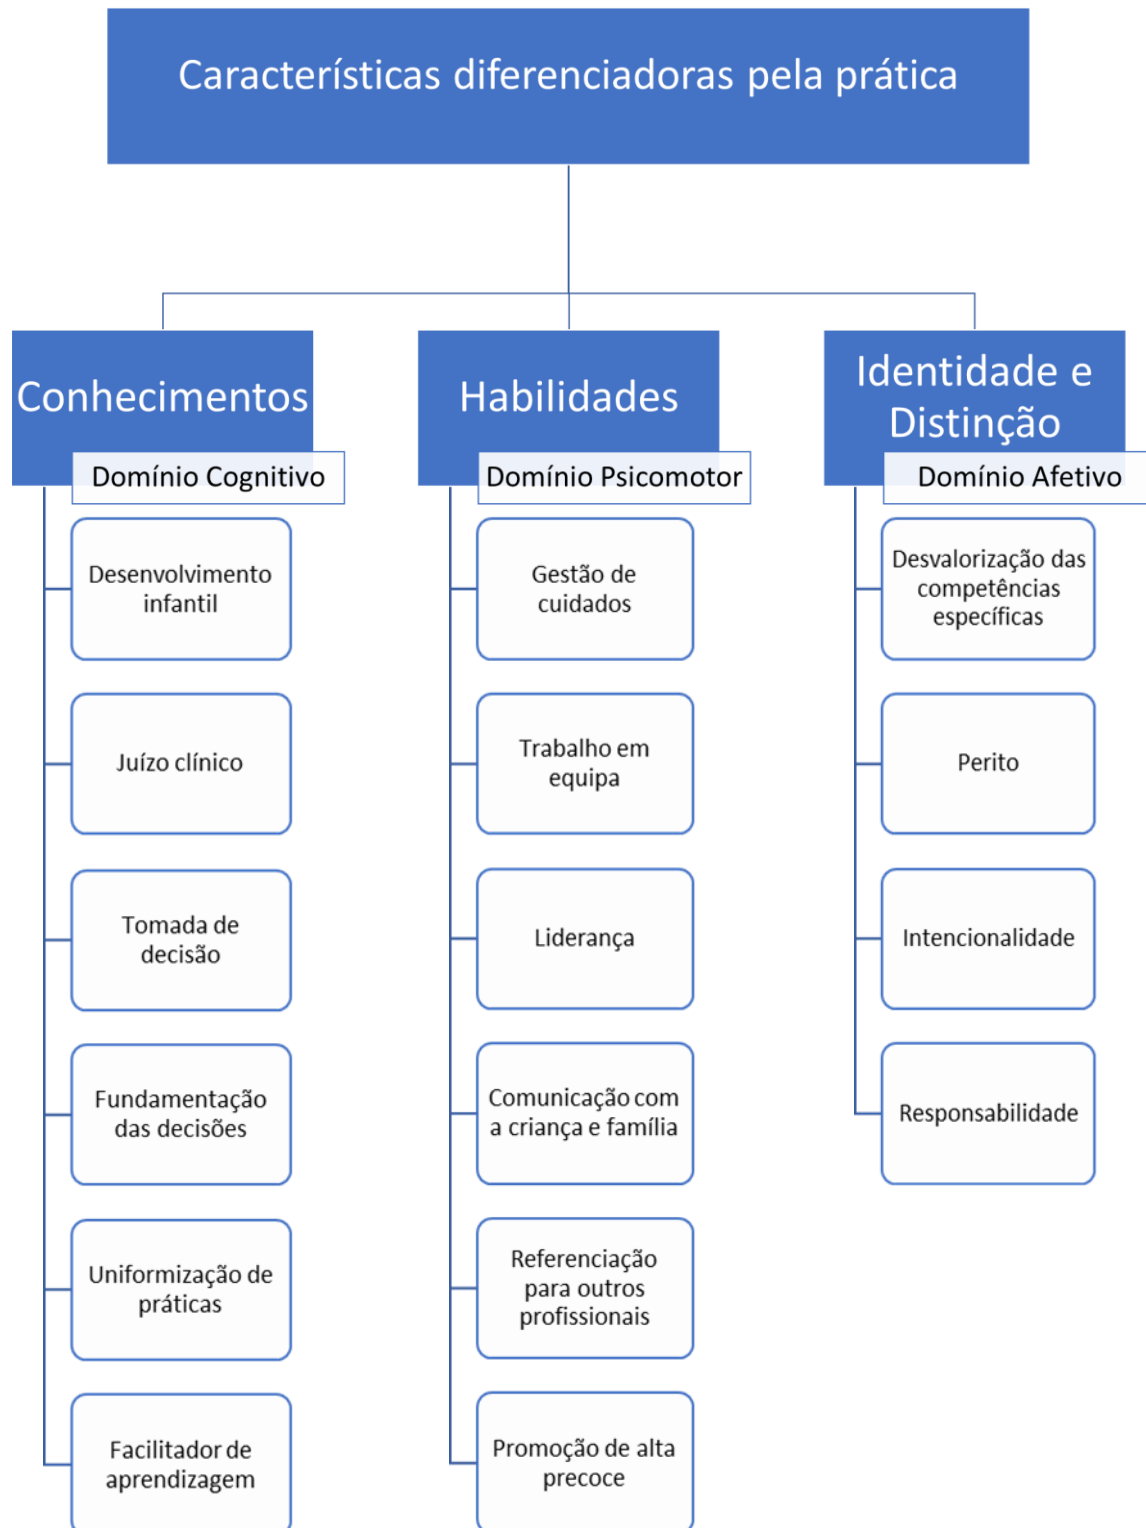 Características diferenciadoras pela prática
Conhecimentos
Domínio Cognitivo
Desenvolvimento
infantil
Juízo clínico
Tomada de
decisão
Fundamentação
das decisões
Uniformização de
práticas
Facilitador de
aprendizagem
Habilidades
Domínio Psicomotor
Gestão de
cuidados
Trabalho em
equipa
Liderança
Comunicação com
a criança e família
Referenciação
para outros
profissionais
Promoção de alta
precoce
Identidade e
Distinção
Domínio Afetivo
Desvalorização das
competências
específicas
Perito
Intencionalidade
Responsabilidade